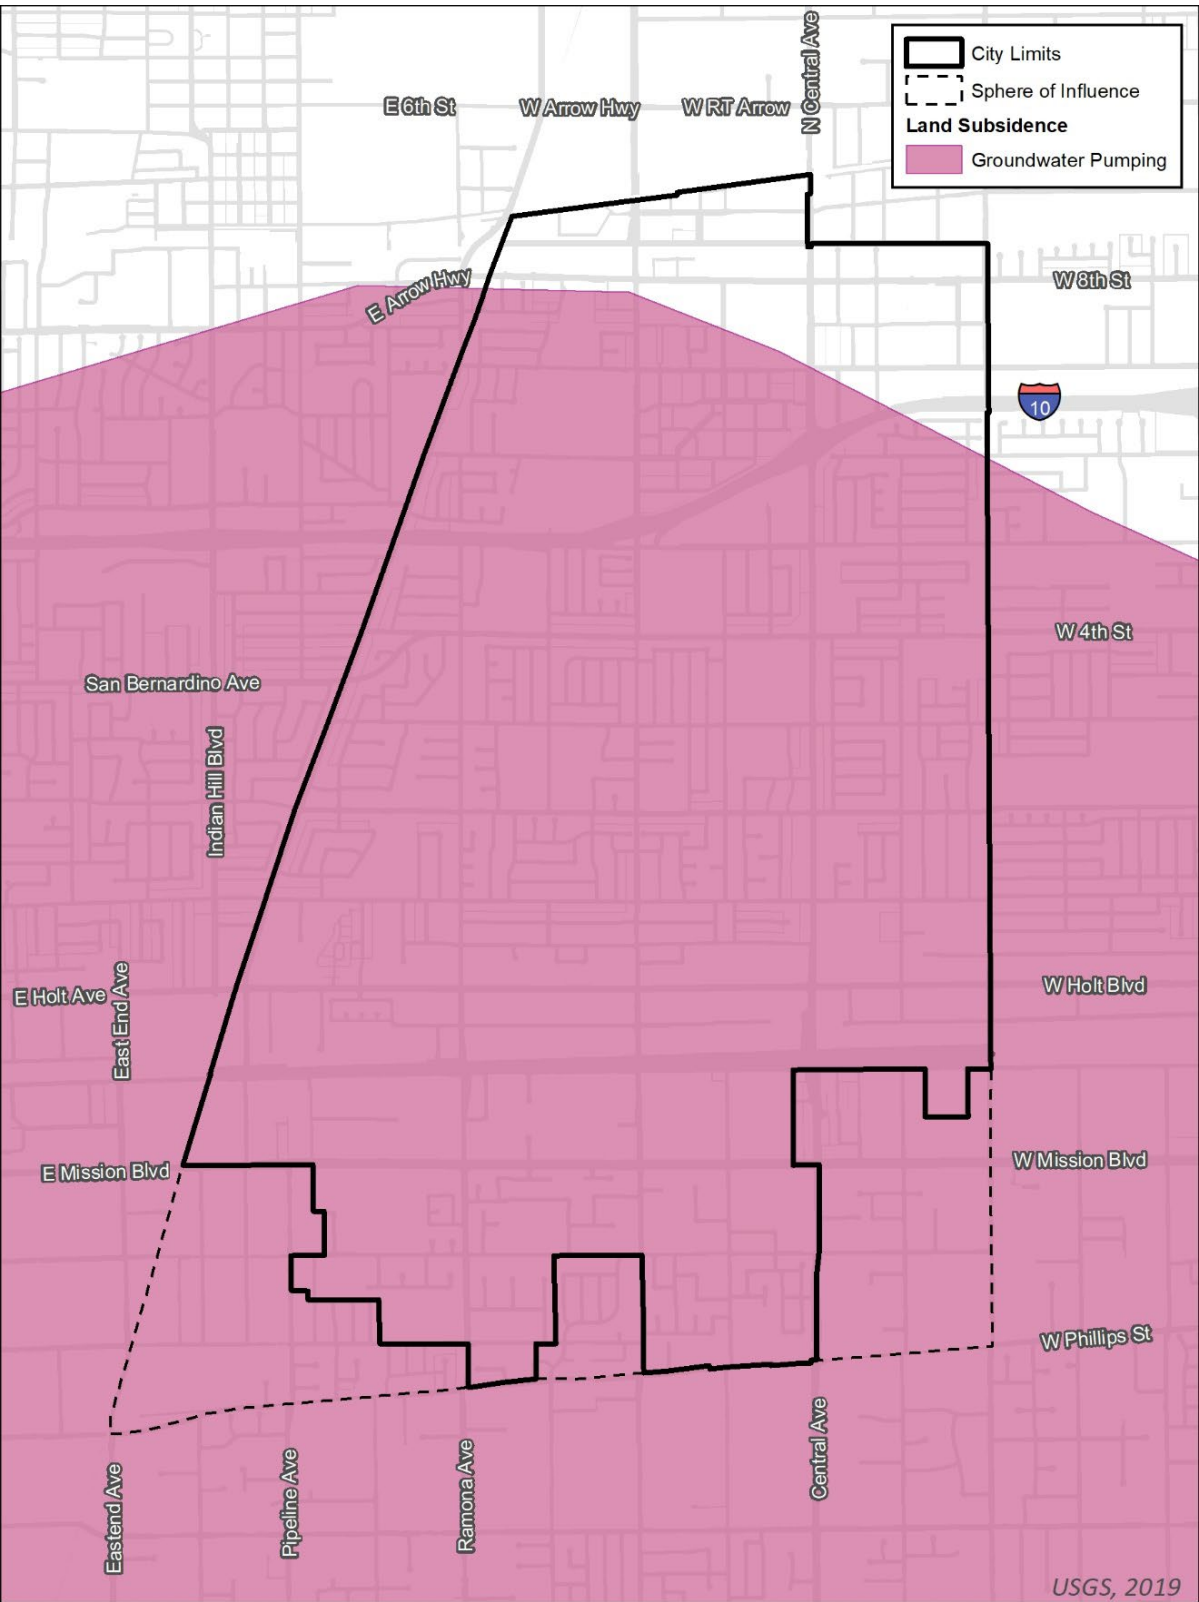 N Central Ave
City Limits
Sphere of Influence
Land Subsidence
Groundwater Pumping
E 6th St
W Arrow Hwy
W RT Arrow
E Arrow Hwy
W 8th St
10
W 4th St
San Bernardino Ave
Indian Hill Blvd
E Holt Ave
East End Ave
W Holt Blvd
E Mission Blvd
W Mission Blvd
W Phillips St
Eastend Ave
Pipeline Ave
Ramona Ave
Central Ave
USGS, 2019